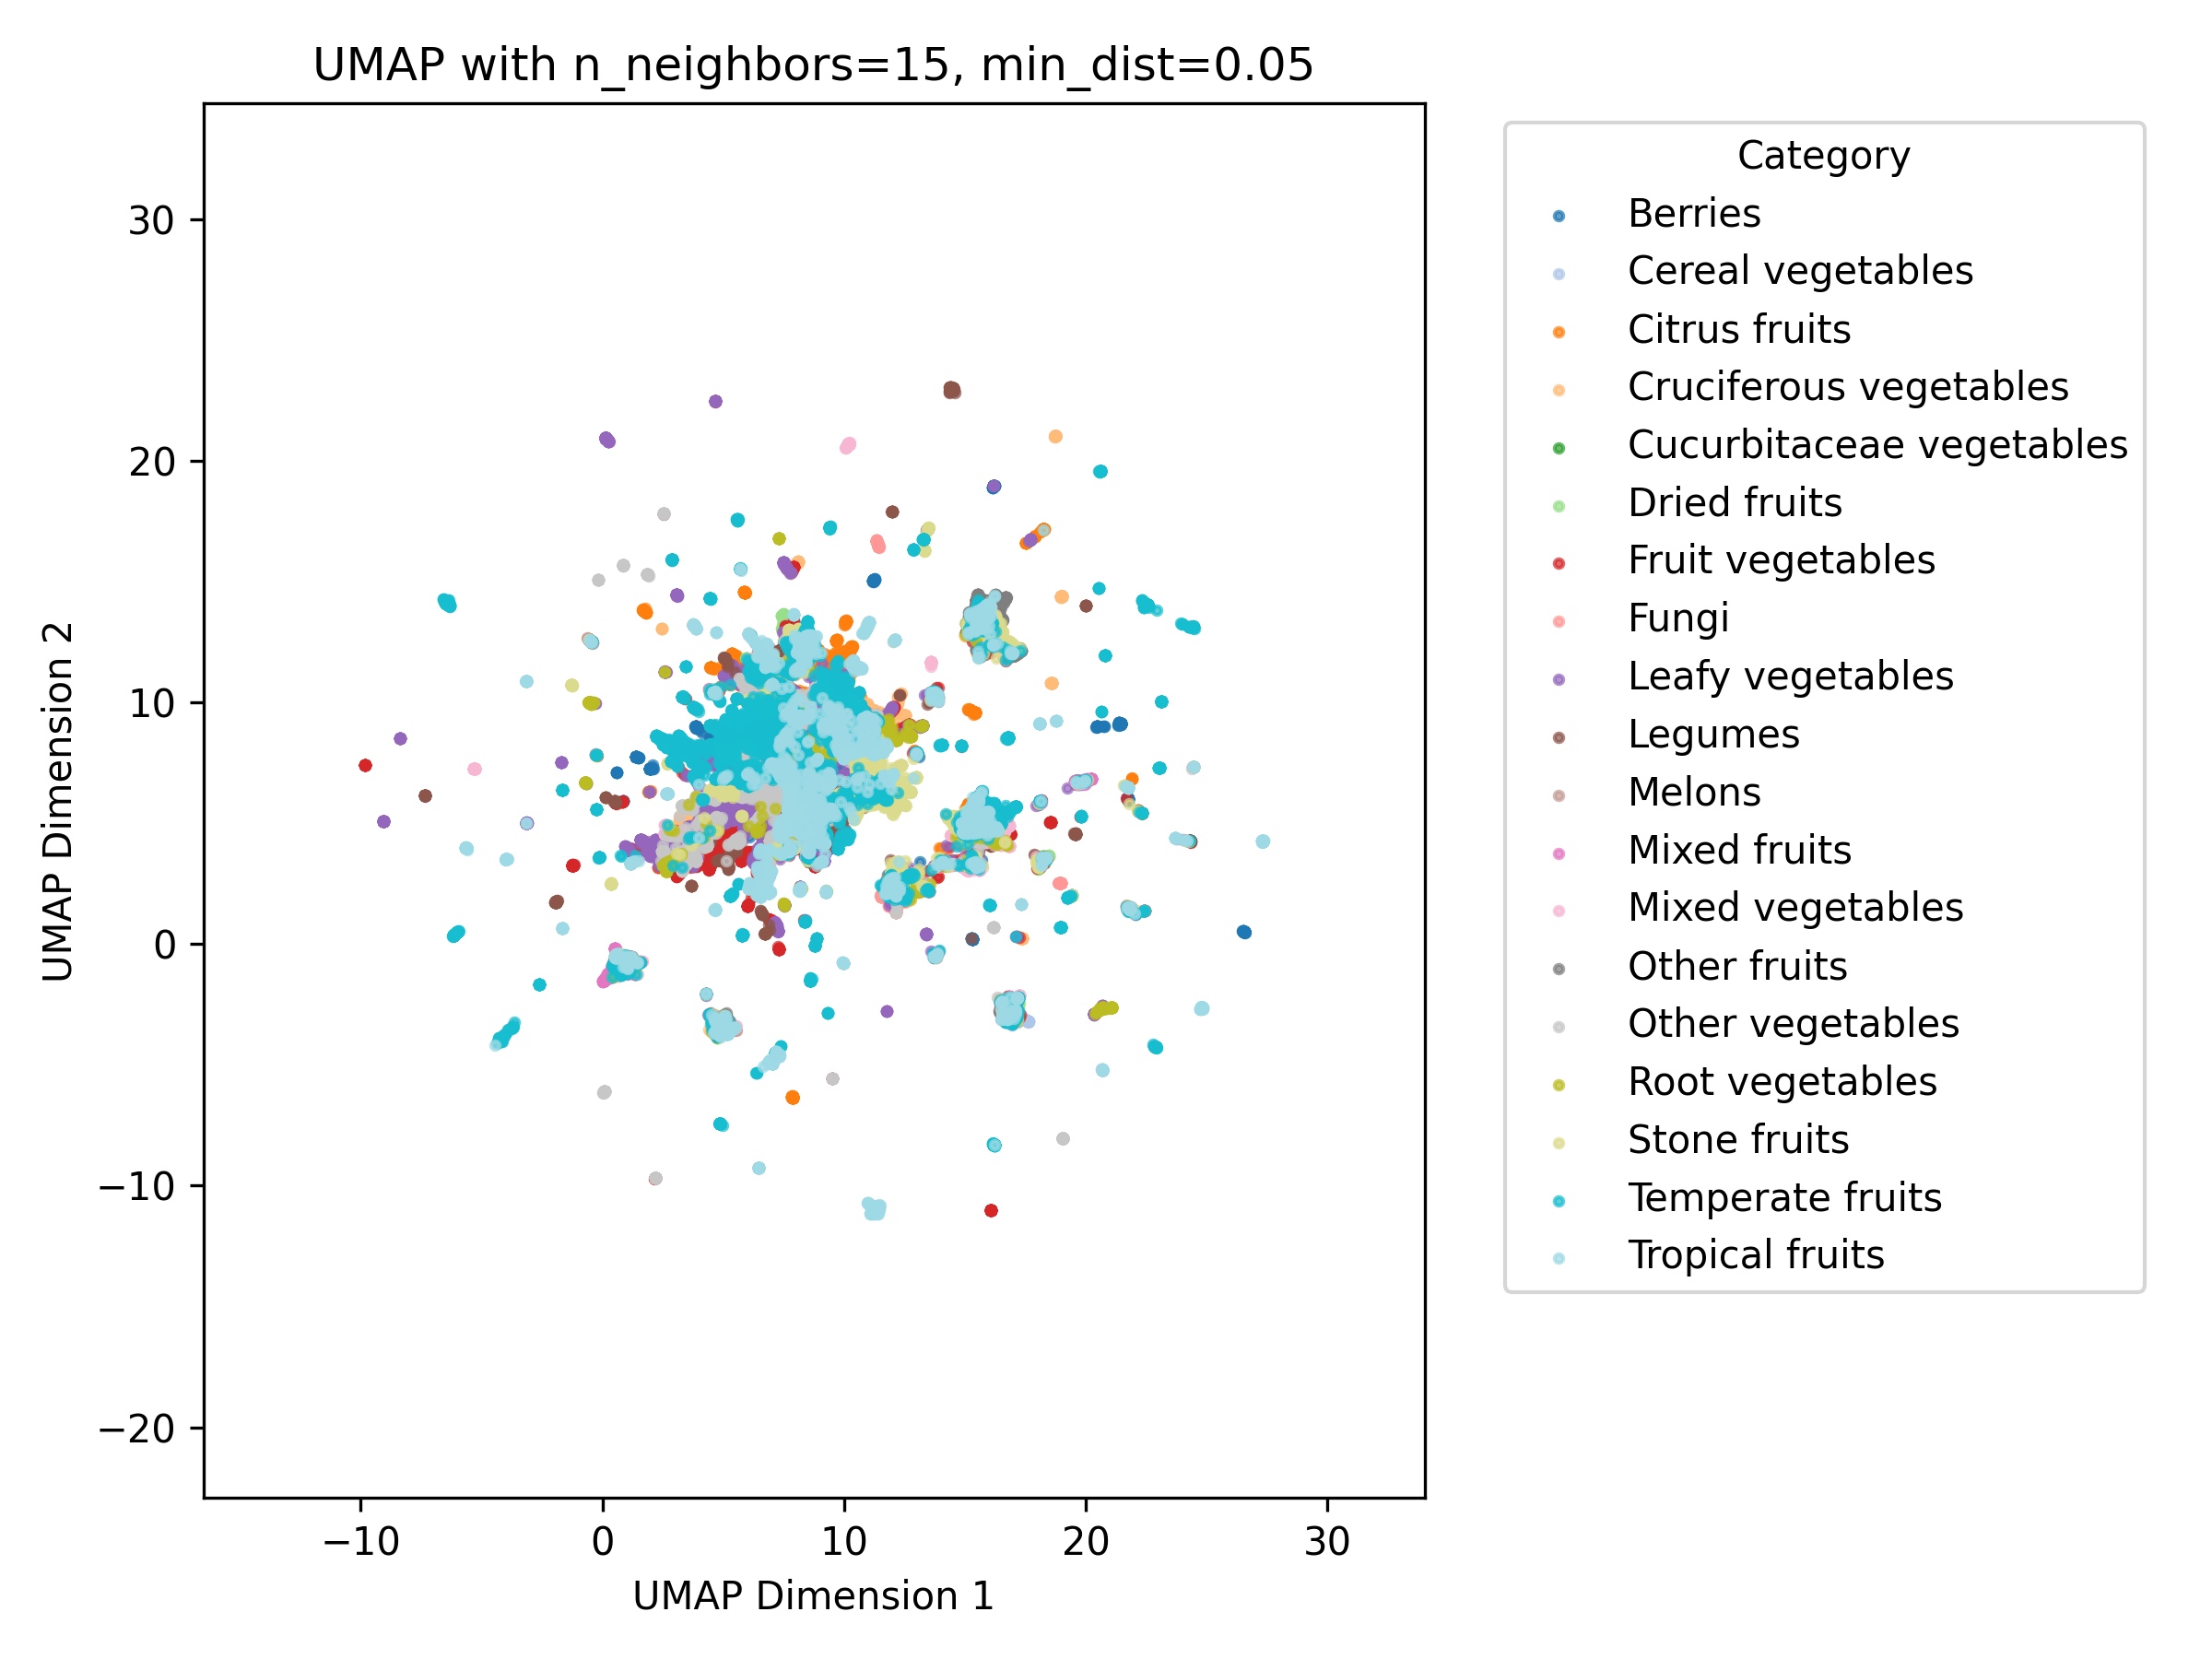 UMAP with n_neighbors=15, min_dist=0.05
30
20
10
0
−10
−20
UMAP Dimension 2
−10
0
10
20
30
UMAP Dimension 1
Category
Berries
Cereal vegetables
Citrus fruits
Cruciferous vegetables
Cucurbitaceae vegetables
Dried fruits
Fruit vegetables
Fungi
Leafy vegetables
Legumes
Melons
Mixed fruits
Mixed vegetables
Other fruits
Other vegetables
Root vegetables
Stone fruits
Temperate fruits
Tropical fruits